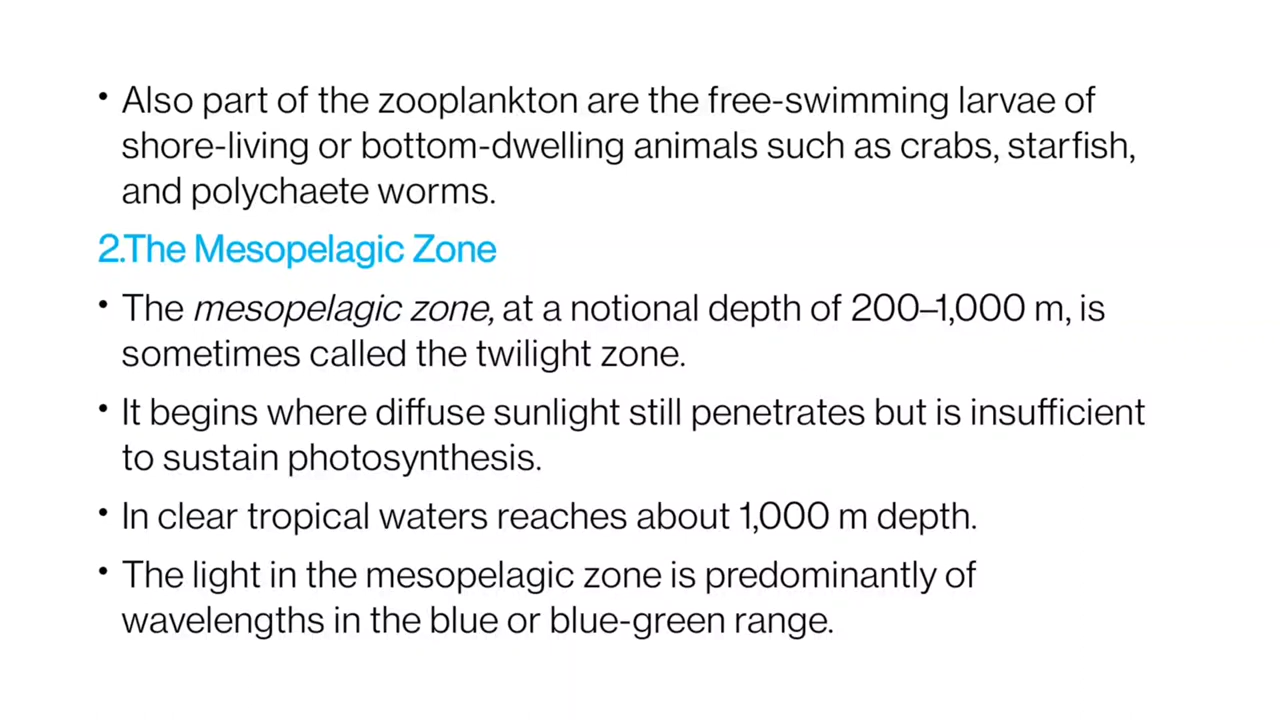 • Also part of the zooplankton are the free-swimming larvae of
shore-living or bottom-dwelling animals such as crabs, starfish,
and polychaete worms.
2.The Mesopelagic Zone
• The mesopelagic zone, at a notional depth of 200–1,000 m, is
sometimes called the twilight zone.
• It begins where diffuse sunlight still penetrates but is insufficient
to sustain photosynthesis.
• In clear tropical waters reaches about 1,000 m depth.
• The light in the mesopelagic zone is predominantly of
wavelengths in the blue or blue-green range.